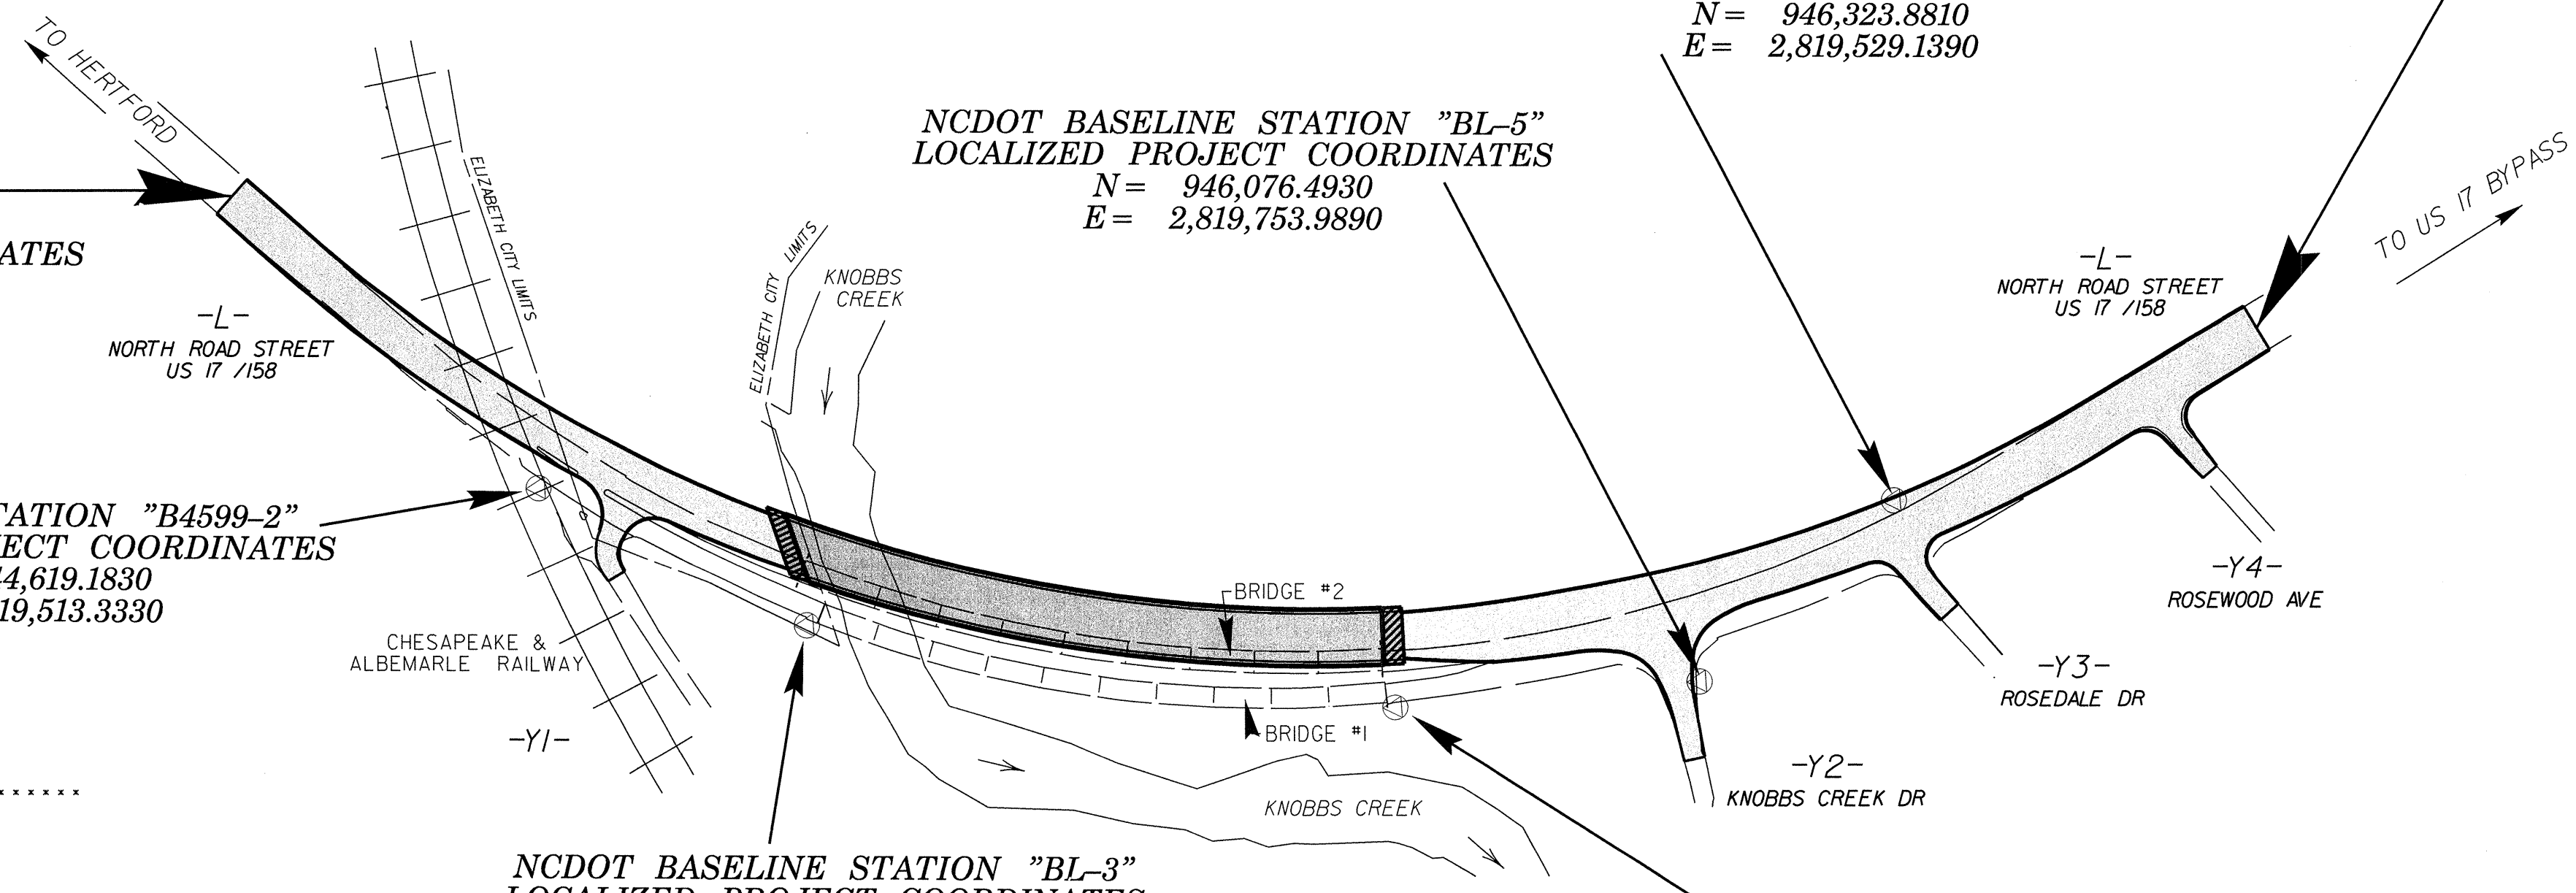 TO HERTFORD
N= 946,323.8810
E= 2,819,529.1390
NCDOT BASELINE STATION "BL-5"
LOCALIZED PROJECT COORDINATES
N= 946,076.4930
E= 2,819,753.9890
TO US 17 BYPASS
ELIZABETH CITY LIMITS
ELIZABETH CITY LIMITS
KNOBBS
CREEK
ATES
-L-
NORTH ROAD STREET
US 17 /158
-L-
NORTH ROAD STREET
US 17 /158
TATION "B4599-2"
JECT COORDINATES
4,619.1830
19,513.3330
CHESAPEAKE &
ALBEMARLE RAILWAY
-Y1-
BRIDGE #2
BRIDGE #1
-Y4-
ROSEWOOD AVE
-Y3-
ROSEDALE DR
-Y2-
KNOBBS CREEK DR
KNOBBS CREEK
NCDOT BASELINE STATION "BL-3"
LOCALIZED PROJECT COORDINATES